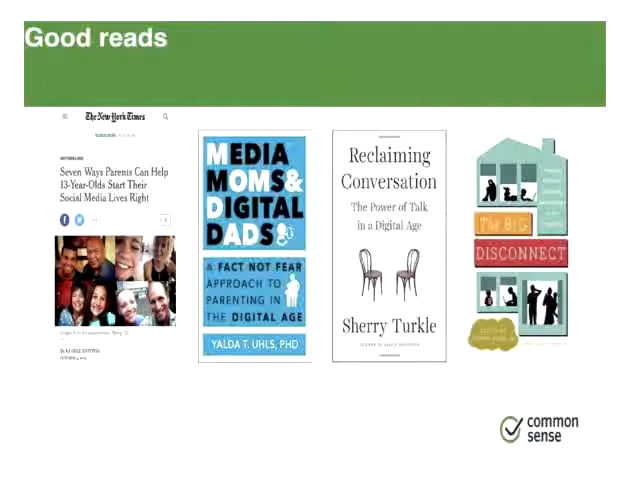 Good reads
The New York Times
Seven Ways Parents Can Help
13-Year-Olds Start Their
Social Media Lives Right
MEDIA
MOMS&
DIGITAL
DADS
A FACT NOT FEAR
APPROACH TO
PARENTING IN
THE DIGITAL AGE
YALDA T. UHLS, PHD
Reclaiming
Conversation
The Power of Talk
in a Digital Age
Sherry Turkle
THE BIG
DISCONNECT
common
sense